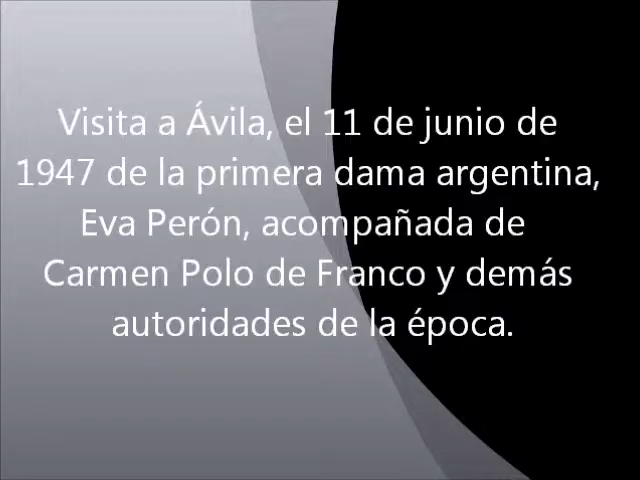 Visita a Ávila, el 11 de junio de
1947 de la primera dama argentina,
Eva Perón, acompañada de
Carmen Polo de Franco y demás
autoridades de la época.